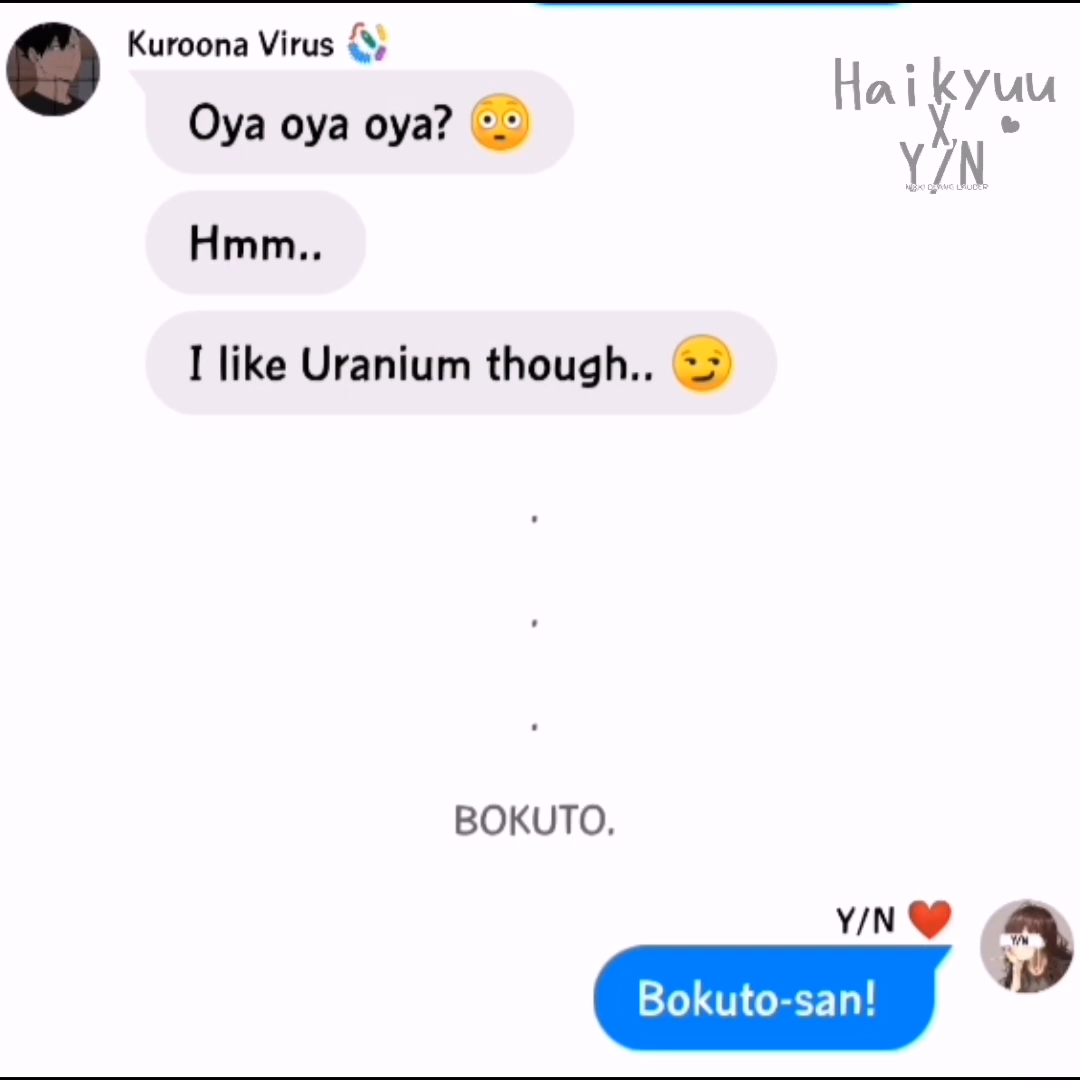 Kuroona Virus
Haikyuu
X,
Y/N
Oya oya oya? 😳
Hmm..
I like Uranium though.. 😏
.
.
.
BOKUTO.
Y/N ❤️
Y/N
Bokuto-san!